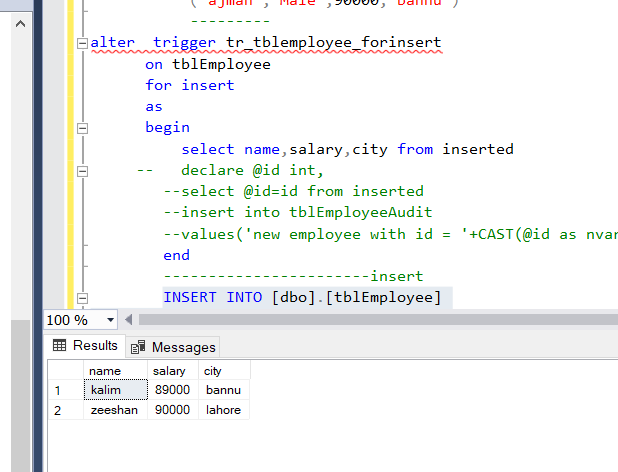 ('ajman','Male',90000,'bannu')
---------
alter  trigger tr_tblemployee_forinsert
on tblEmployee
for insert
as
begin
select name,salary,city from inserted
--   declare @id int,
--select @id=id from inserted
--insert into tblEmployeeAudit
--values('new employee with id = '+CAST(@id as nvar
end
-----------------------insert
INSERT INTO [dbo].[tblEmployee]
100 %
Results Messages
name salary city
1 kalim 89000 bannu
2 zeeshan 90000 lahore